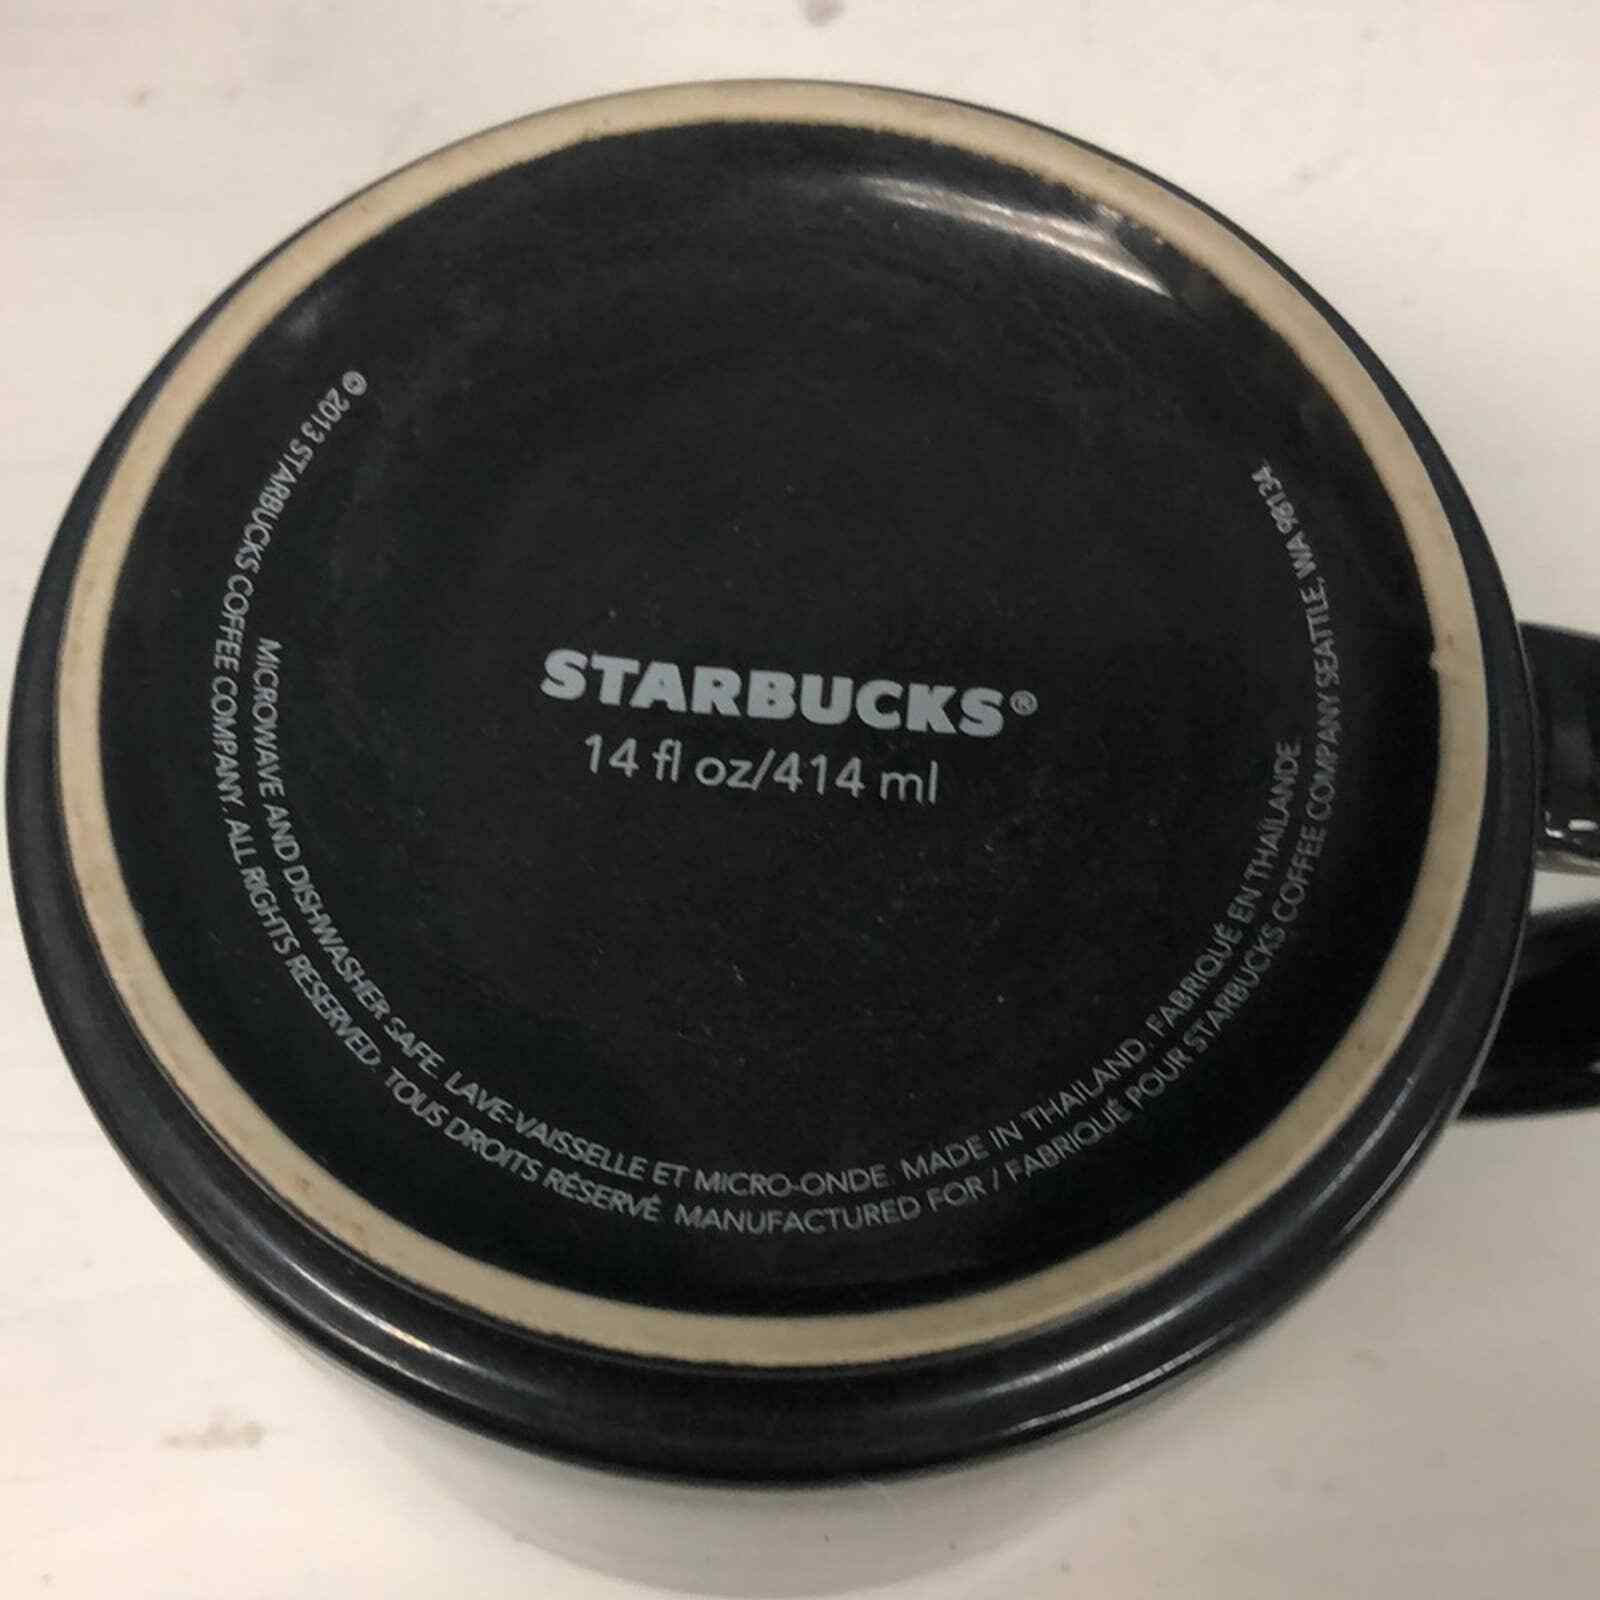 STARBUCKS®
14 fl oz/414 ml
MICROWAVE AND DISHWASHER SAFE. LAVE-VAISSELLE ET MICRO-ONDE. MADE IN THAILAND. FABRIQUÉ EN THAÏLANDE.
© 2013 STARBUCKS COFFEE COMPANY. ALL RIGHTS RESERVED. TOUS DROITS RÉSERVÉ. MANUFACTURED FOR / FABRIQUÉ POUR STARBUCKS COFFEE COMPANY SEATTLE, WA 98134.